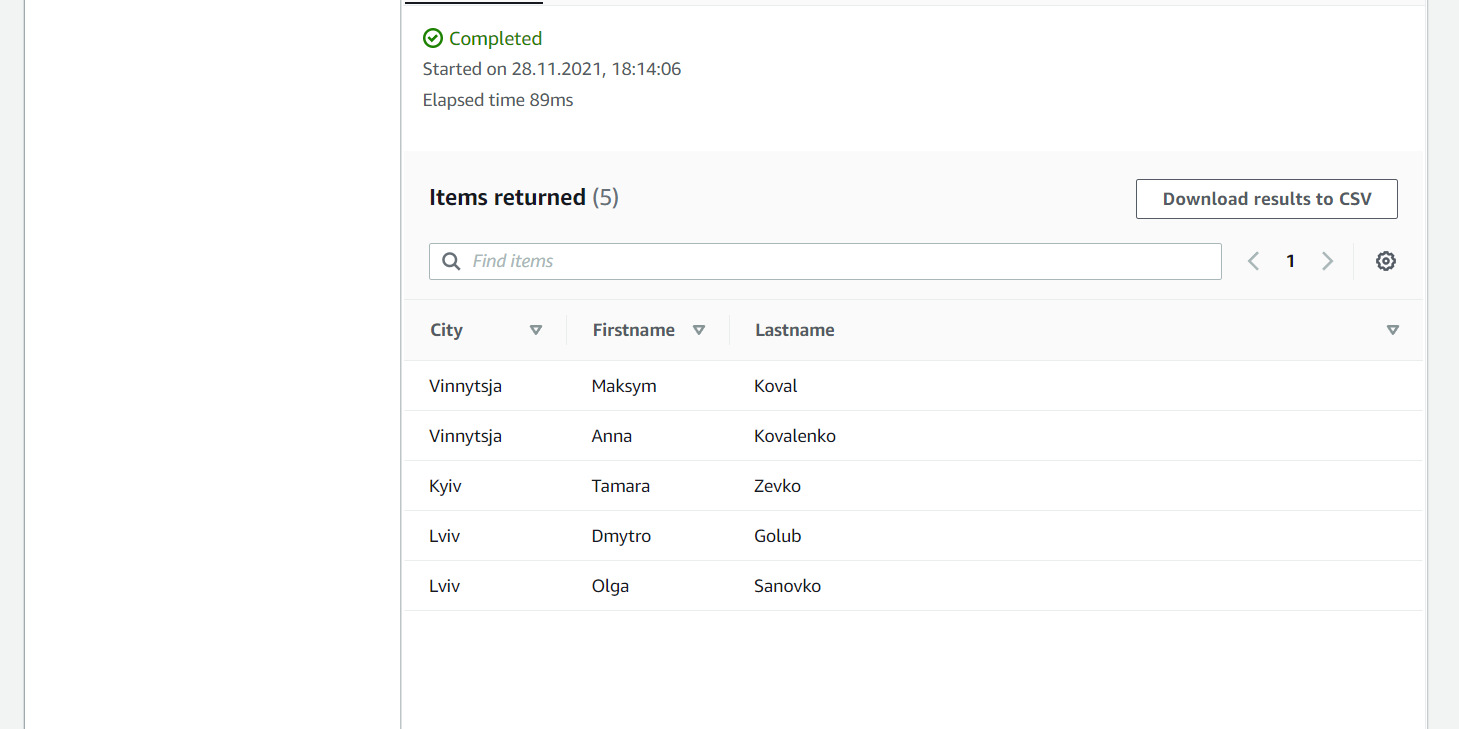 Completed
Started on 28.11.2021, 18:14:06
Elapsed time 89ms
Items returned (5)
Download results to CSV
Find items
1
City Firstname Lastname
Vinnytsja Maksym Koval
Vinnytsja Anna Kovalenko
Kyiv Tamara Zevko
Lviv Dmytro Golub
Lviv Olga Sanovko